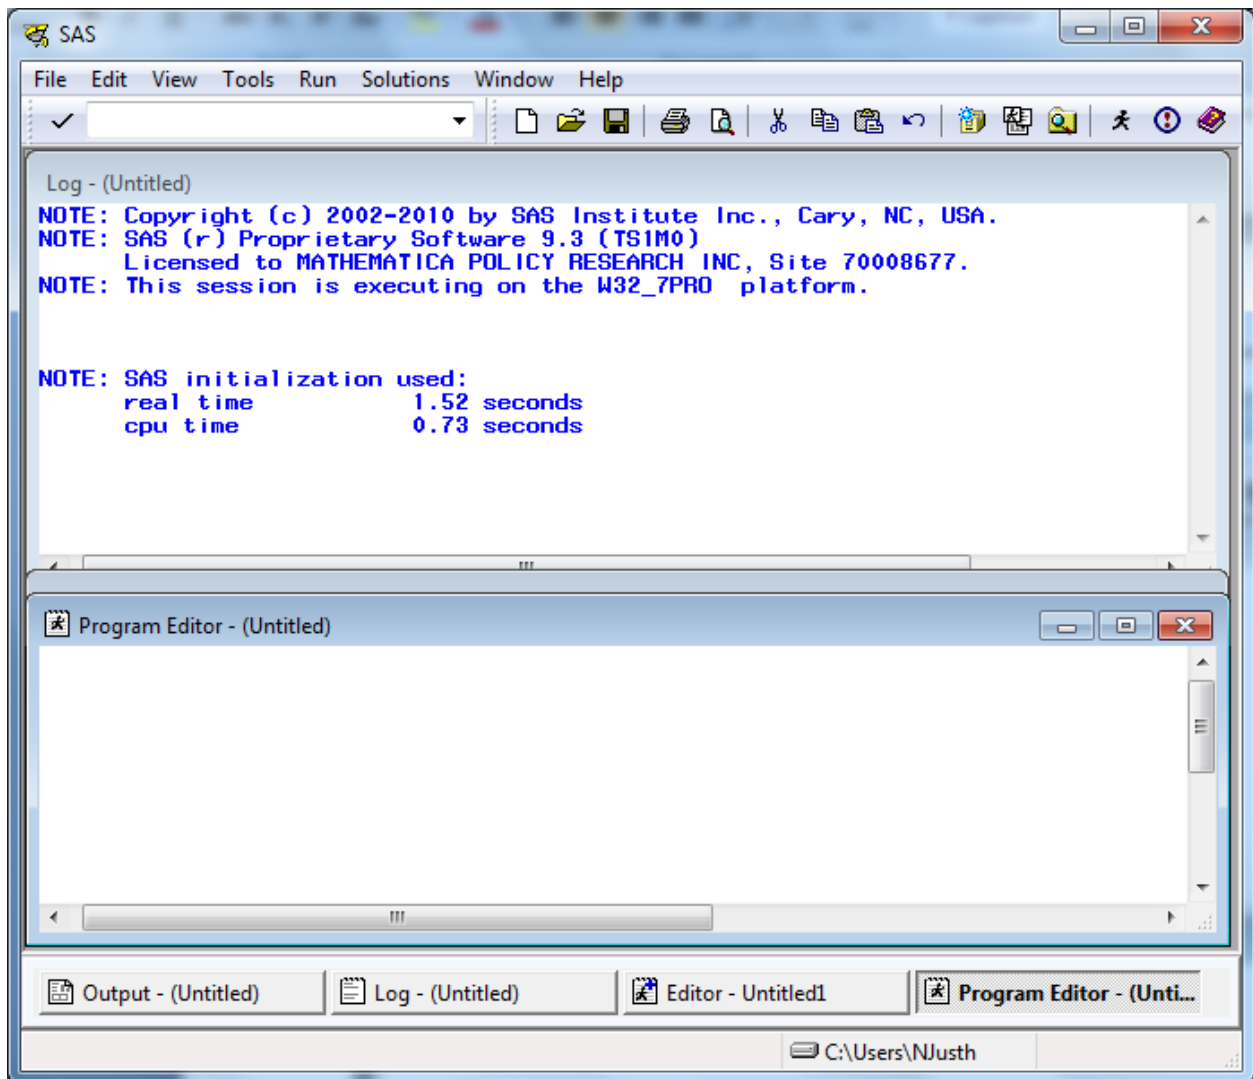 SAS
File Edit View Tools Run Solutions Window Help
Log - (Untitled)
NOTE: Copyright (c) 2002-2010 by SAS Institute Inc., Cary, NC, USA.
NOTE: SAS (r) Proprietary Software 9.3 (TS1M0)
Licensed to MATHEMATICA POLICY RESEARCH INC, Site 70008677.
NOTE: This session is executing on the W32_7PRO platform.
NOTE: SAS initialization used:
real time 1.52 seconds
cpu time 0.73 seconds
Program Editor - (Untitled)
Output - (Untitled) Log - (Untitled) Editor - Untitled1 Program Editor - (Unti...
C:\Users\NJusth